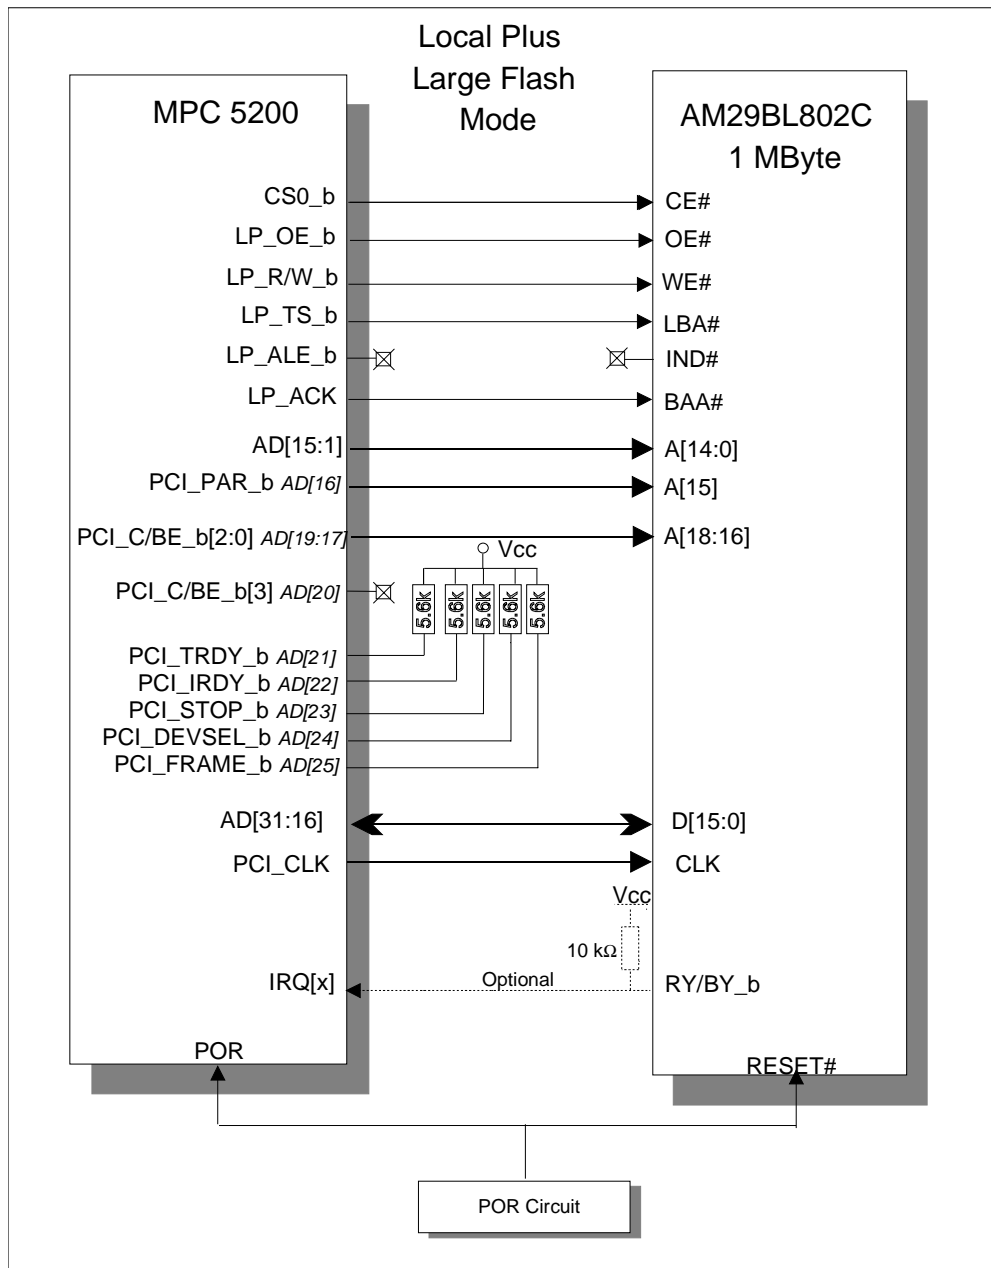 Local Plus
Large Flash
Mode
MPC 5200
AM29BL802C
1 MByte
CS0_b
CE#
LP_OE_b
OE#
LP_R/W_b
WE#
LP_TS_b
LBA#
LP_ALE_b
IND#
LP_ACK
BAA#
AD[15:1]
A[14:0]
PCI_PAR_b AD[16]
A[15]
PCI_C/BE_b[2:0] AD[19:17]
A[18:16]
Vcc
PCI_C/BE_b[3] AD[20]
5.6k
5.6k
5.6k
5.6k
5.6k
PCI_TRDY_b AD[21]
PCI_IRDY_b AD[22]
PCI_STOP_b AD[23]
PCI_DEVSEL_b AD[24]
PCI_FRAME_b AD[25]
AD[31:16]
D[15:0]
PCI_CLK
CLK
Vcc
10 kΩ
IRQ[x]
Optional
RY/BY_b
POR
RESET#
POR Circuit